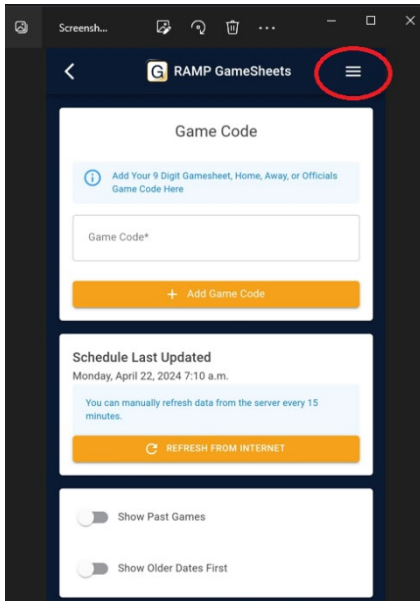 Screensh...
G RAMP GameSheets
Game Code
Add Your 9 Digit Gamesheet, Home, Away, or Officials
Game Code Here
Game Code*
+ Add Game Code
Schedule Last Updated
Monday, April 22, 2024 7:10 a.m.
You can manually refresh data from the server every 15
minutes.
REFRESH FROM INTERNET
Show Past Games
Show Older Dates First